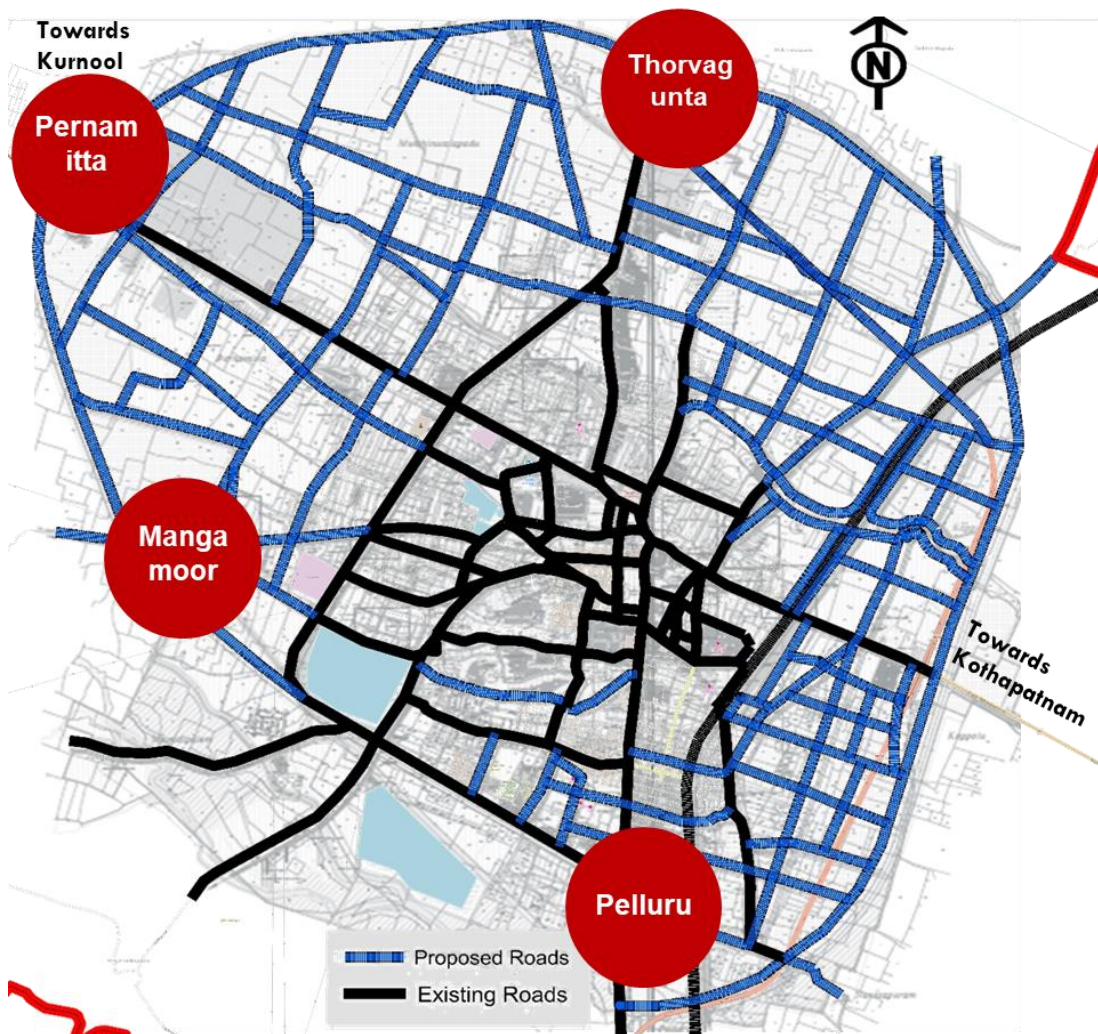 Towards
Kurnool
Pernam
itta
Thorvag
unta
N
Manga
moor
Towards
Kothapatnam
Pelluru
Proposed Roads
Existing Roads